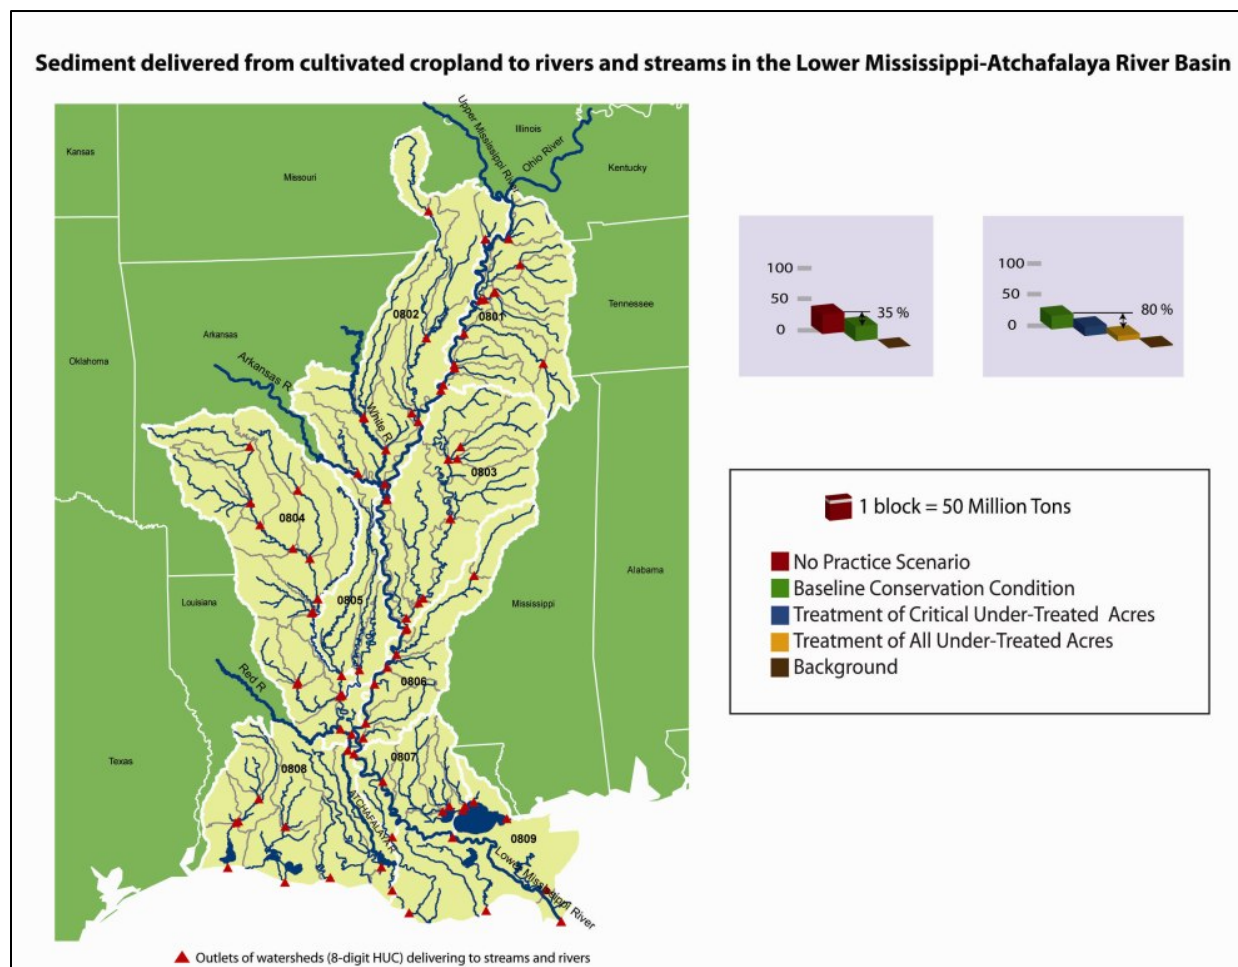 Sediment delivered from cultivated cropland to rivers and streams in the Lower Mississippi-Atchafalaya River Basin
Upper Mississippi River
Illinois
Ohio River
Kansas
Missouri
Kentucky
0802
0801
Tennessee
Arkansas
Oklahoma
Arkansas R.
White R.
0803
0804
Alabama
Louisiana
0805
Mississippi
Red R.
0806
Texas
0807
0808
ATCHAFALAYA R
0809
Lower Mississippi River
Outlets of watersheds (8-digit HUC) delivering to streams and rivers
100
50
0
35 %
100
50
0
80 %
1 block = 50 Million Tons
No Practice Scenario
Baseline Conservation Condition
Treatment of Critical Under-Treated Acres
Treatment of All Under-Treated Acres
Background